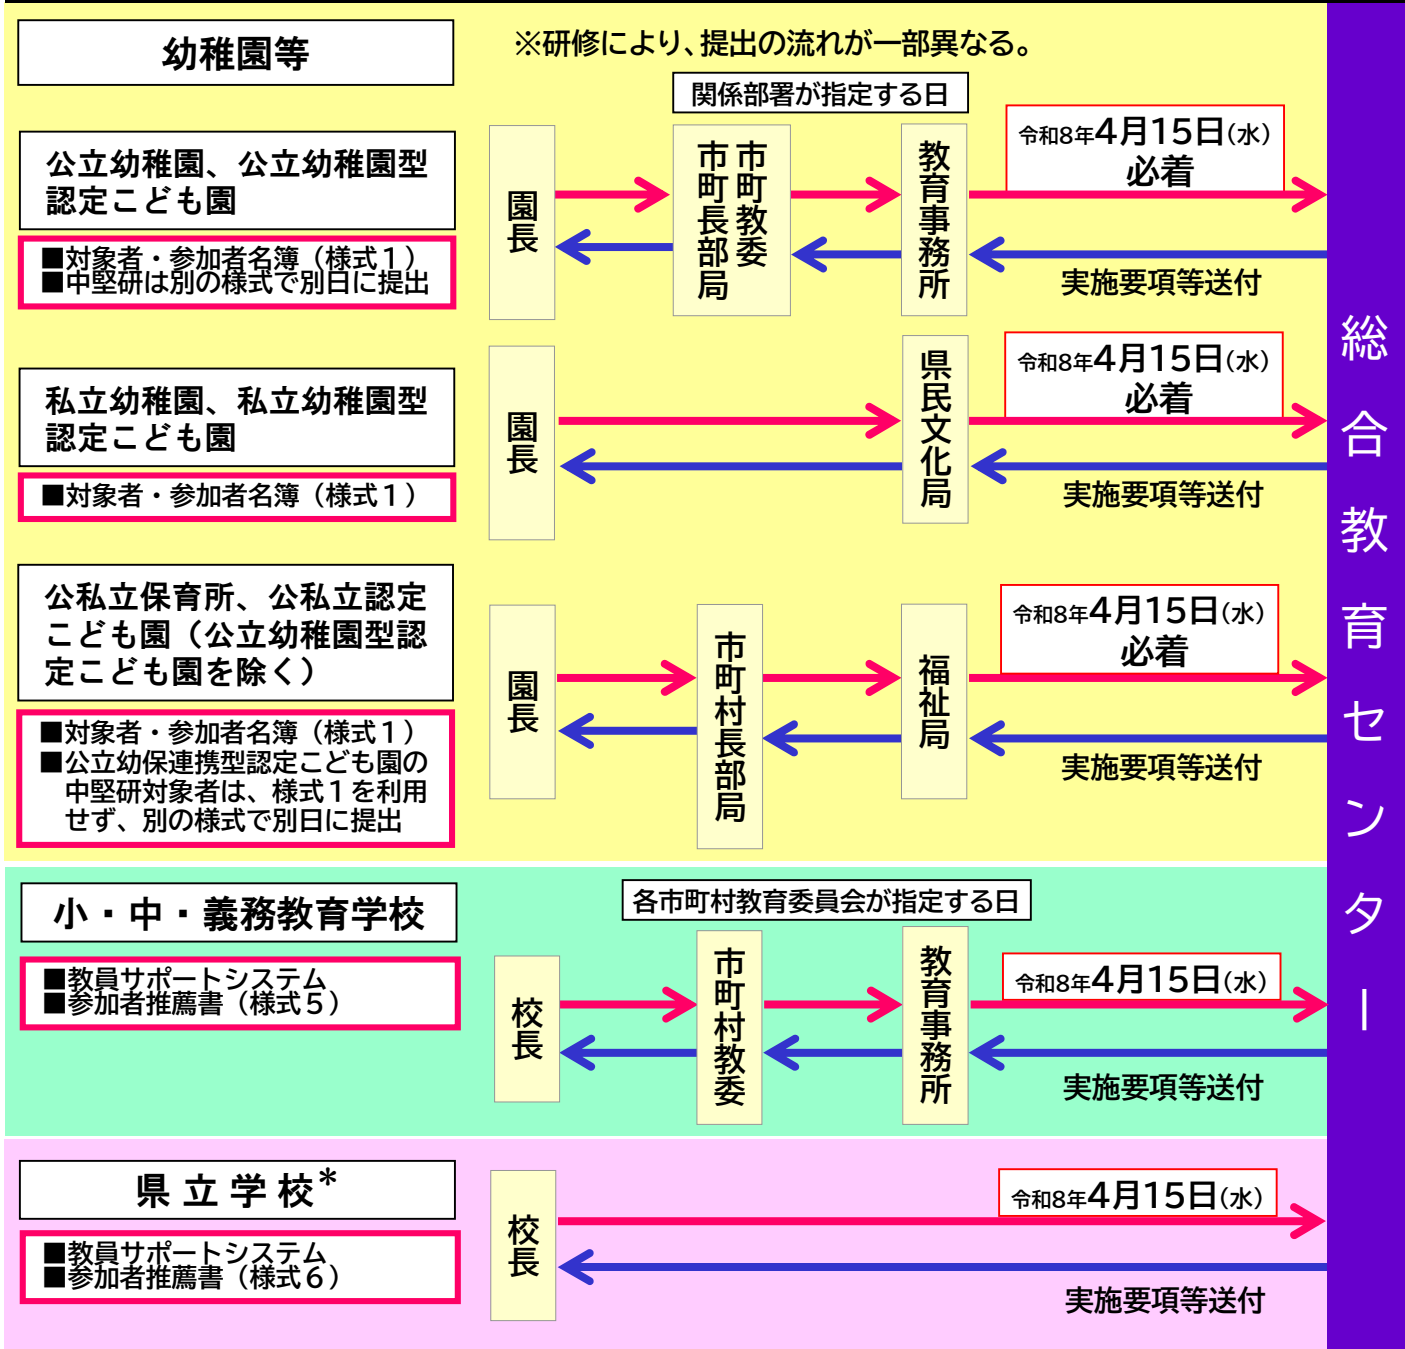 幼稚園等
※研修により、提出の流れが一部異なる。
関係部署が指定する日
公立幼稚園、公立幼稚園型
認定こども園
■対象者・参加者名簿（様式１）
■中堅研は別の様式で別日に提出
園長
市町教委
市町長部局
教育事務所
令和8年4月15日(水)
必着
実施要項等送付
私立幼稚園、私立幼稚園型
認定こども園
■対象者・参加者名簿（様式１）
園長
県民文化局
令和8年4月15日(水)
必着
実施要項等送付
公私立保育所、公私立認定
こども園（公立幼稚園型認
定こども園を除く）
■対象者・参加者名簿（様式１）
■公立幼保連携型認定こども園の
中堅研対象者は、様式１を利用
せず、別の様式で別日に提出
園長
市町村長部局
福祉局
令和8年4月15日(水)
必着
実施要項等送付
小・中・義務教育学校
■教員サポートシステム
■参加者推薦書（様式５）
各市町村教育委員会が指定する日
校長
市町村教委
教育事務所
令和8年4月15日(水)
実施要項等送付
県立学校*
■教員サポートシステム
■参加者推薦書（様式６）
校長
令和8年4月15日(水)
実施要項等送付
総合教育センター